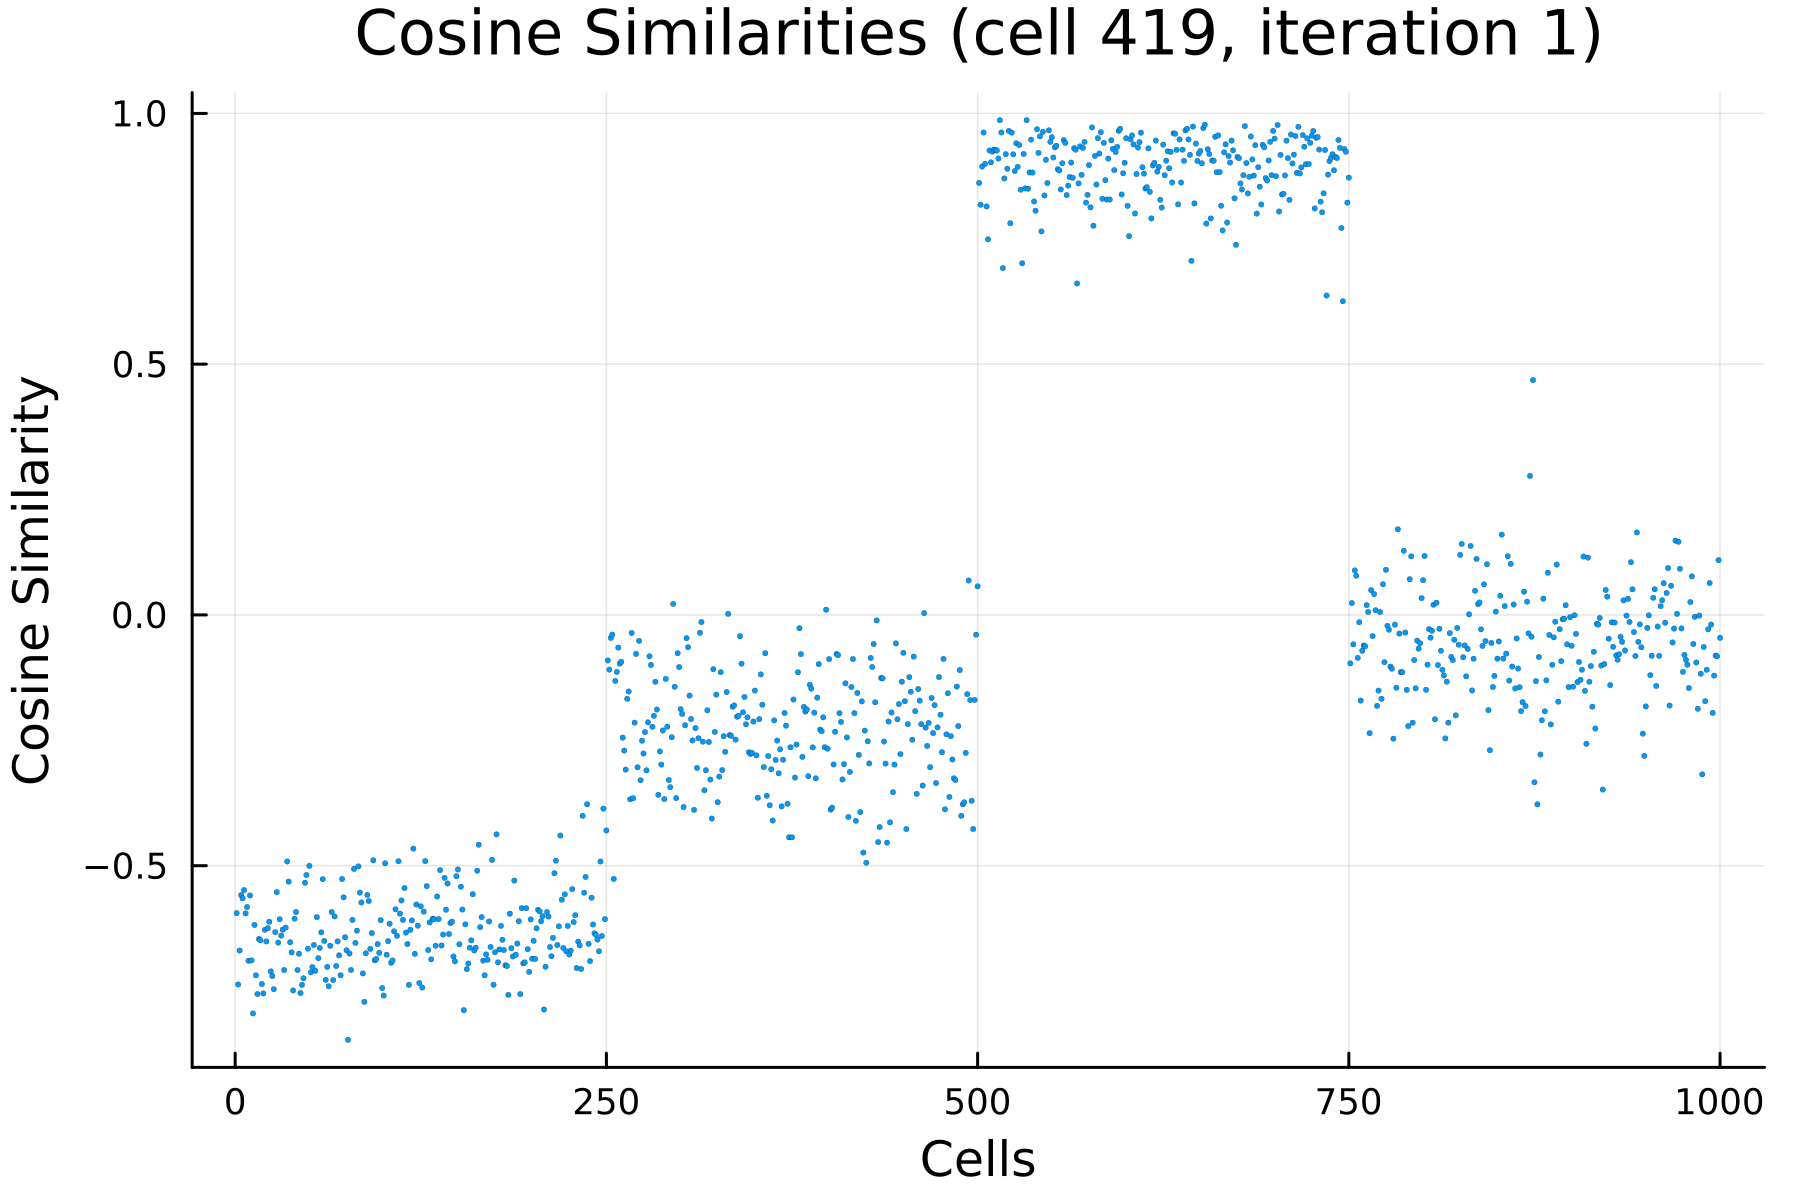 Cosine Similarities (cell 419, iteration 1)
1.0
0.5
0.0
−0.5
Cosine Similarity
0 250 500 750 1000
Cells